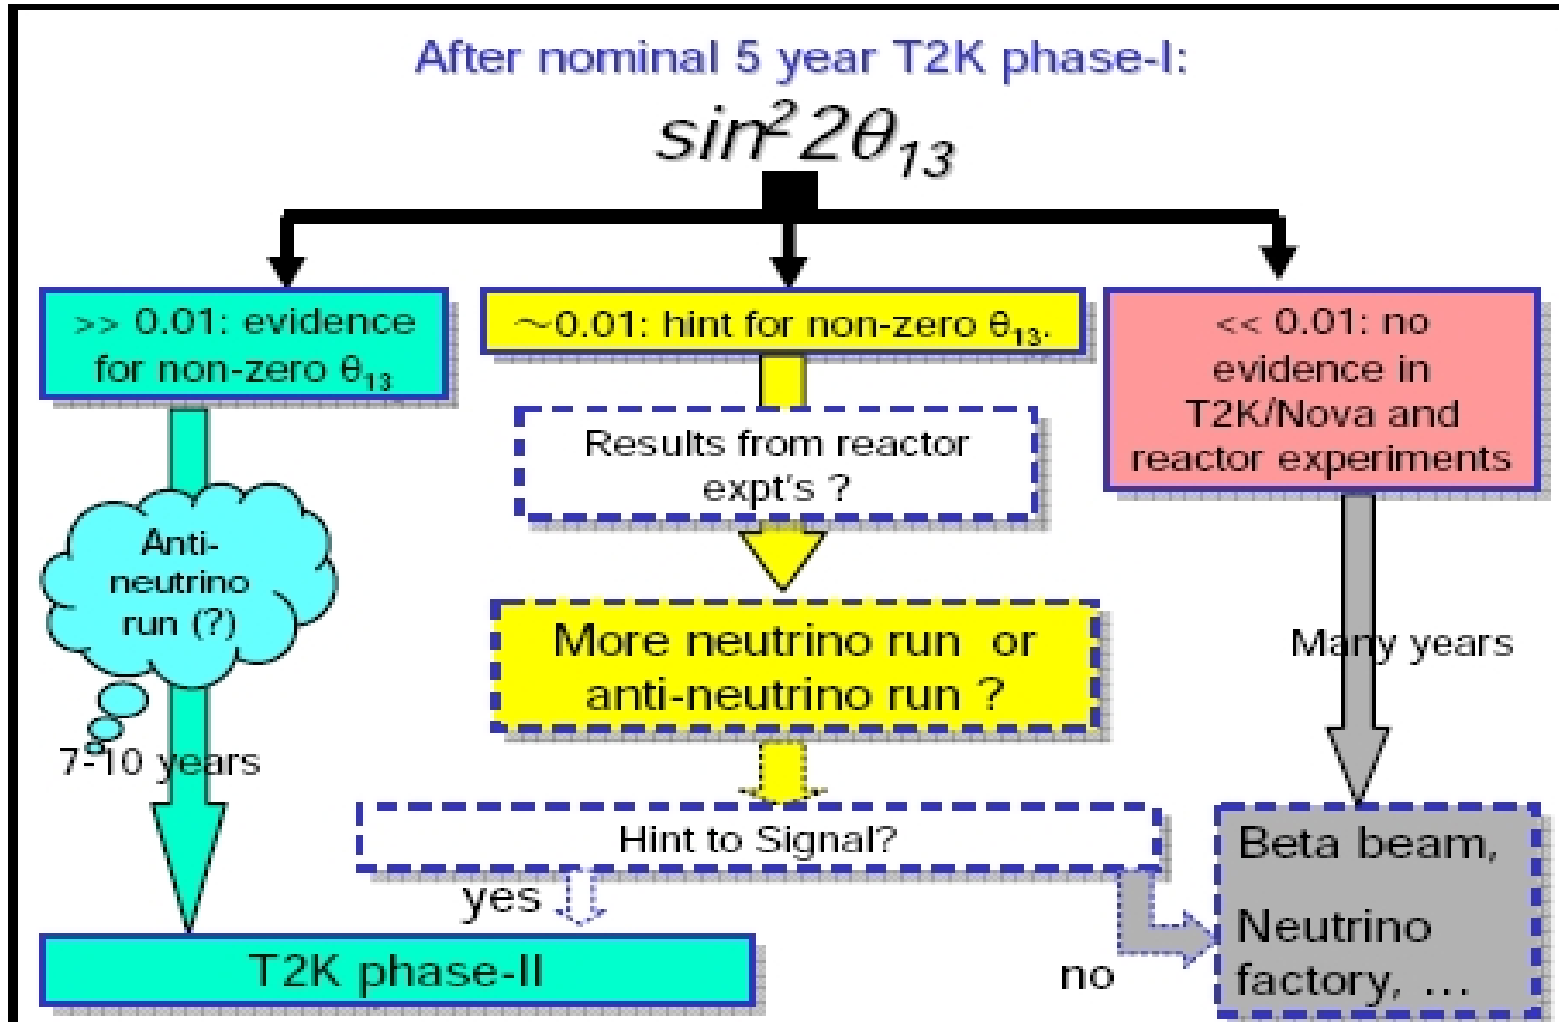 After nominal 5 year T2K phase-I:
sin² 2θ₁₃
>> 0.01: evidence
for non-zero θ₁₃
～0.01: hint for non-zero θ₁₃.
<< 0.01: no
evidence in
T2K/Nova and
reactor experiments
Results from reactor
expt's ?
Anti-
neutrino
run (?)
More neutrino run or
anti-neutrino run ?
Many years
7-10 years
Hint to Signal?
yes
no
T2K phase-II
Beta beam,
Neutrino
factory, ...